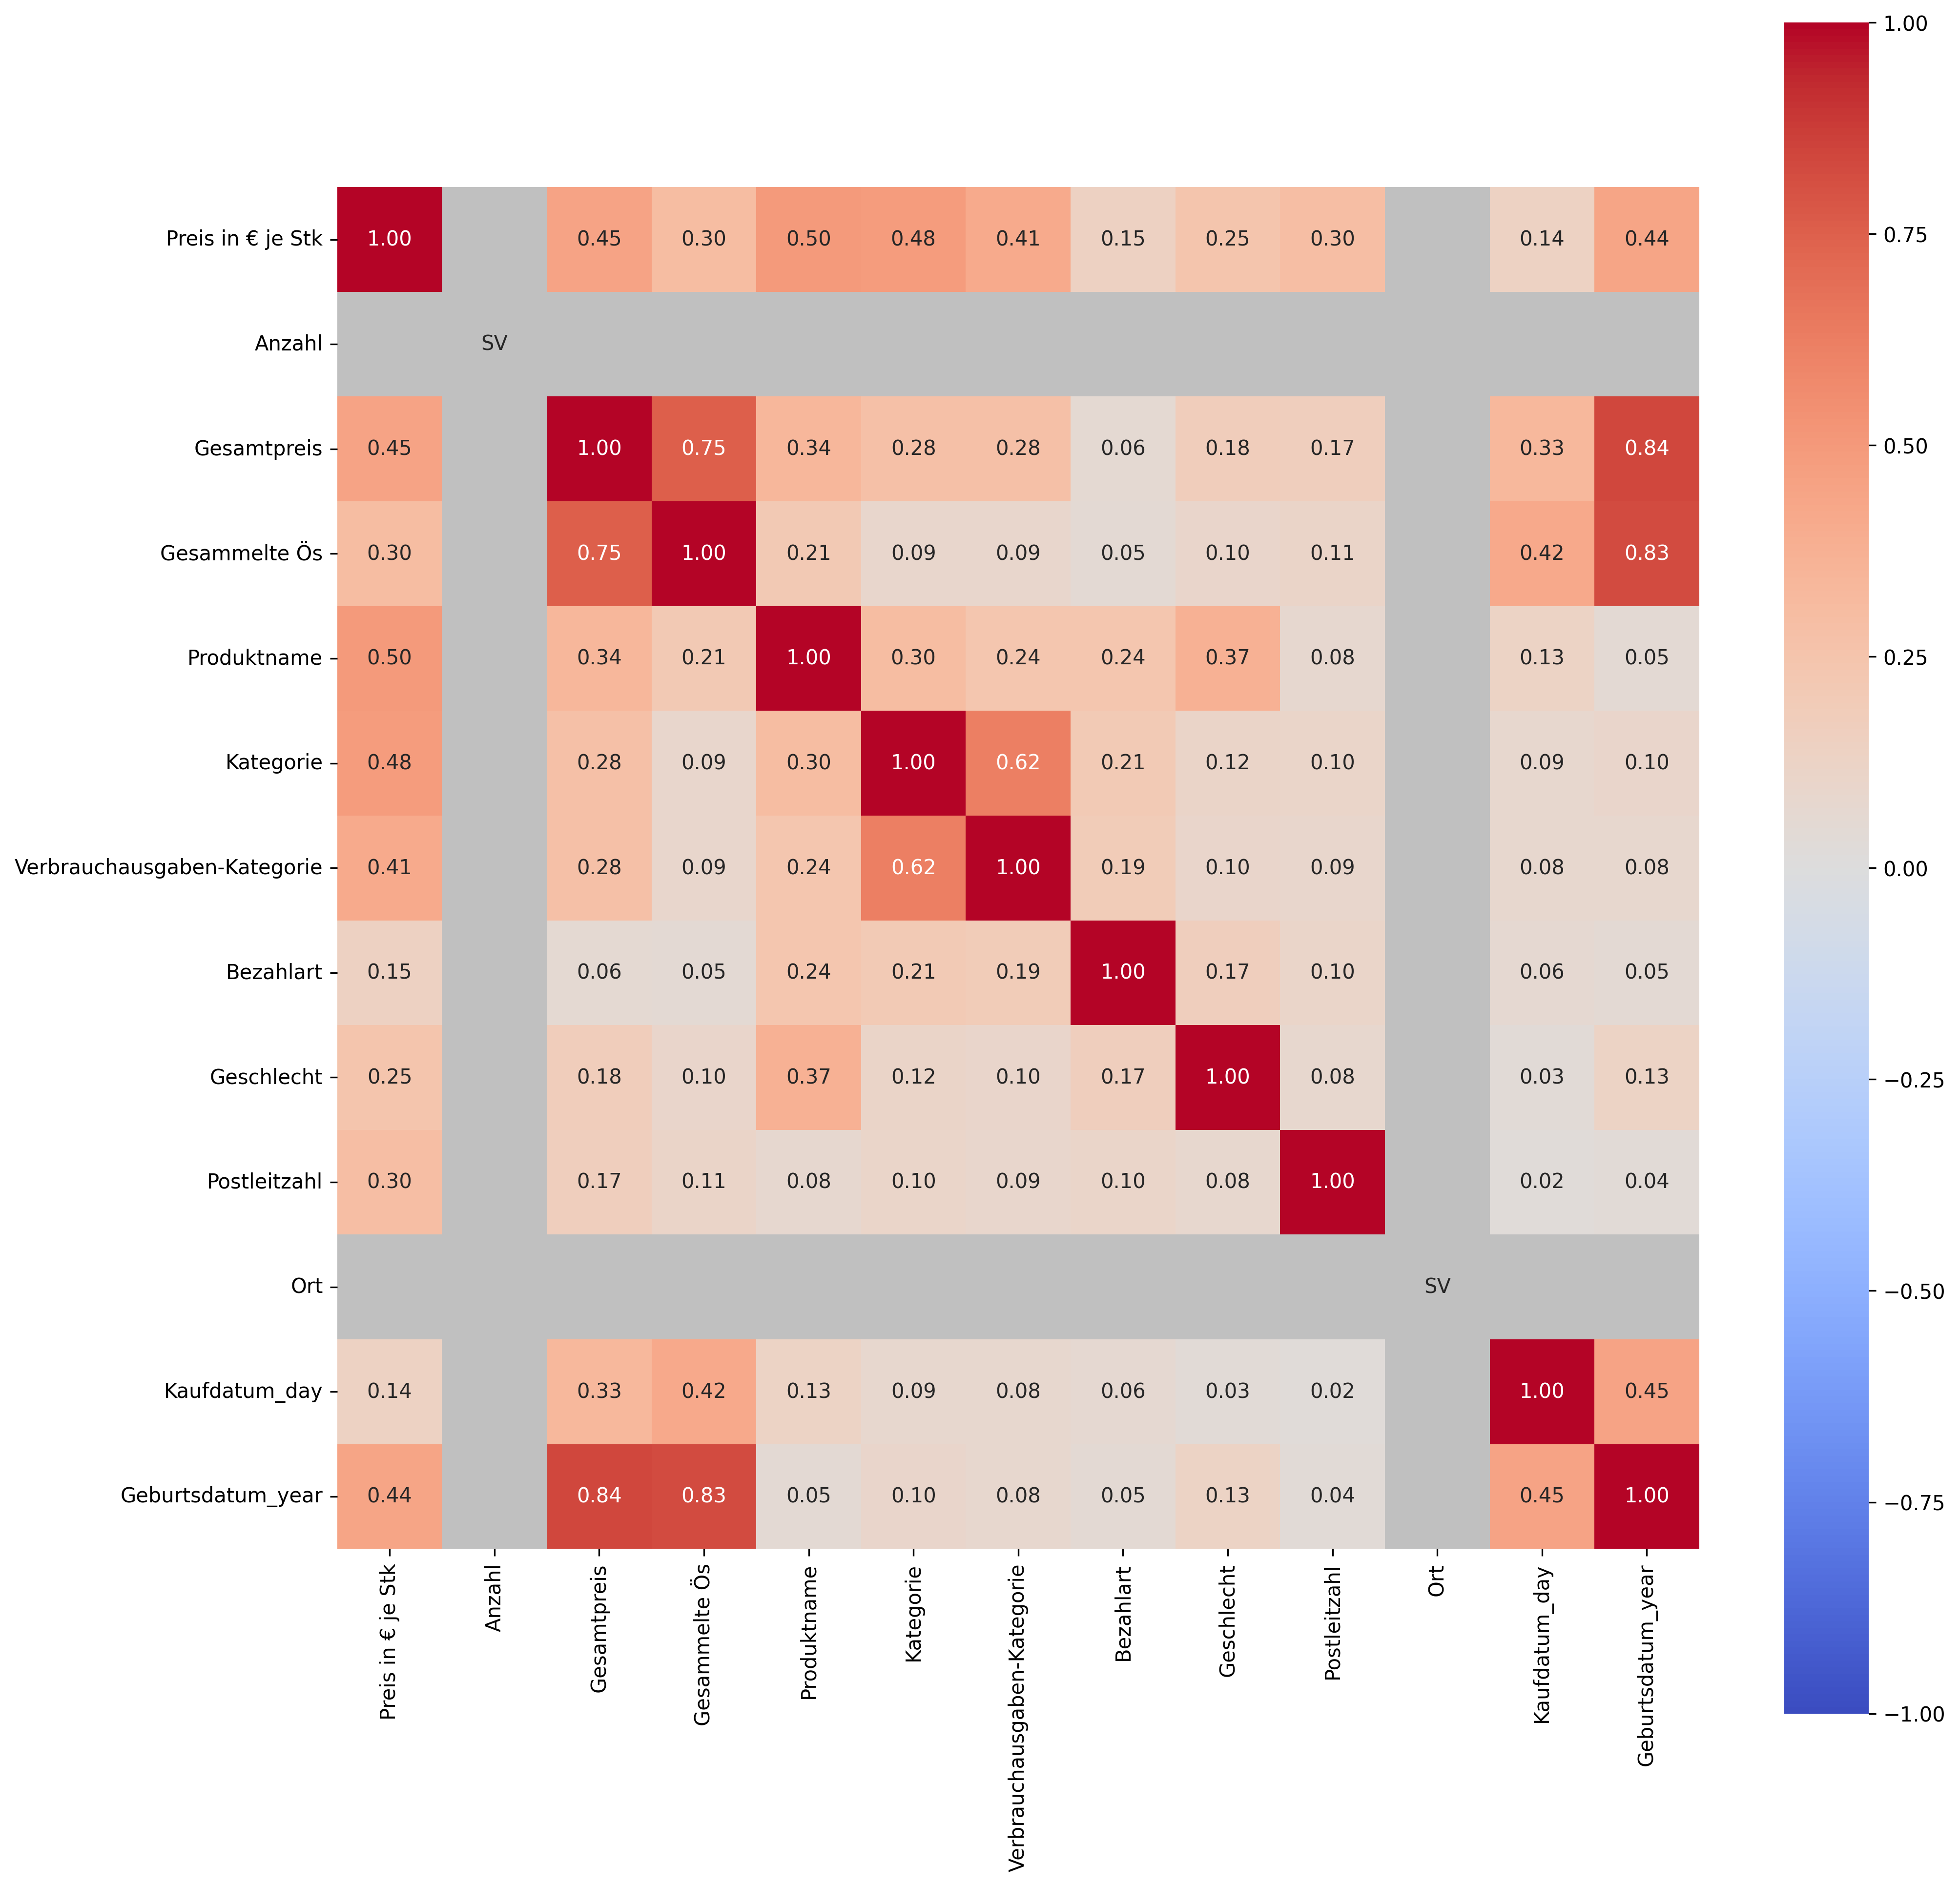 1.00
0.75
0.50
0.25
0.00
−0.25
−0.50
−0.75
−1.00
Preis in € je Stk 1.00 0.45 0.30 0.50 0.48 0.41 0.15 0.25 0.30 0.14 0.44
Anzahl SV
Gesamtpreis 0.45 1.00 0.75 0.34 0.28 0.28 0.06 0.18 0.17 0.33 0.84
Gesammelte Ös 0.30 0.75 1.00 0.21 0.09 0.09 0.05 0.10 0.11 0.42 0.83
Produktname 0.50 0.34 0.21 1.00 0.30 0.24 0.24 0.37 0.08 0.13 0.05
Kategorie 0.48 0.28 0.09 0.30 1.00 0.62 0.21 0.12 0.10 0.09 0.10
Verbrauchausgaben-Kategorie 0.41 0.28 0.09 0.24 0.62 1.00 0.19 0.10 0.09 0.08 0.08
Bezahlart 0.15 0.06 0.05 0.24 0.21 0.19 1.00 0.17 0.10 0.06 0.05
Geschlecht 0.25 0.18 0.10 0.37 0.12 0.10 0.17 1.00 0.08 0.03 0.13
Postleitzahl 0.30 0.17 0.11 0.08 0.10 0.09 0.10 0.08 1.00 0.02 0.04
Ort SV
Kaufdatum_day 0.14 0.33 0.42 0.13 0.09 0.08 0.06 0.03 0.02 1.00 0.45
Geburtsdatum_year 0.44 0.84 0.83 0.05 0.10 0.08 0.05 0.13 0.04 0.45 1.00
Preis in € je Stk
Anzahl
Gesamtpreis
Gesammelte Ös
Produktname
Kategorie
Verbrauchausgaben-Kategorie
Bezahlart
Geschlecht
Postleitzahl
Ort
Kaufdatum_day
Geburtsdatum_year